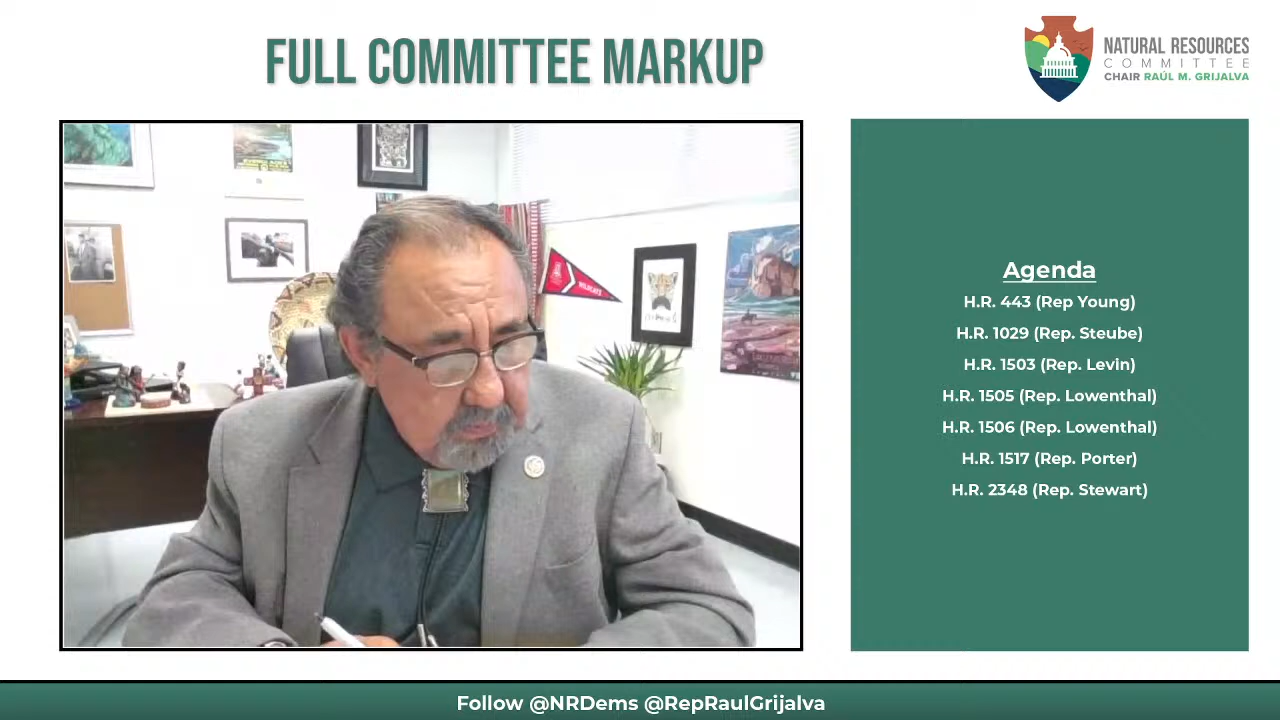 FULL COMMITTEE MARKUP
NATURAL RESOURCES
COMMITTEE
CHAIR RAÚL M. GRIJALVA
WILDCATS
Agenda
H.R. 443 (Rep Young)
H.R. 1029 (Rep. Steube)
H.R. 1503 (Rep. Levin)
H.R. 1505 (Rep. Lowenthal)
H.R. 1506 (Rep. Lowenthal)
H.R. 1517 (Rep. Porter)
H.R. 2348 (Rep. Stewart)
Follow @NRDems @RepRaulGrijalva